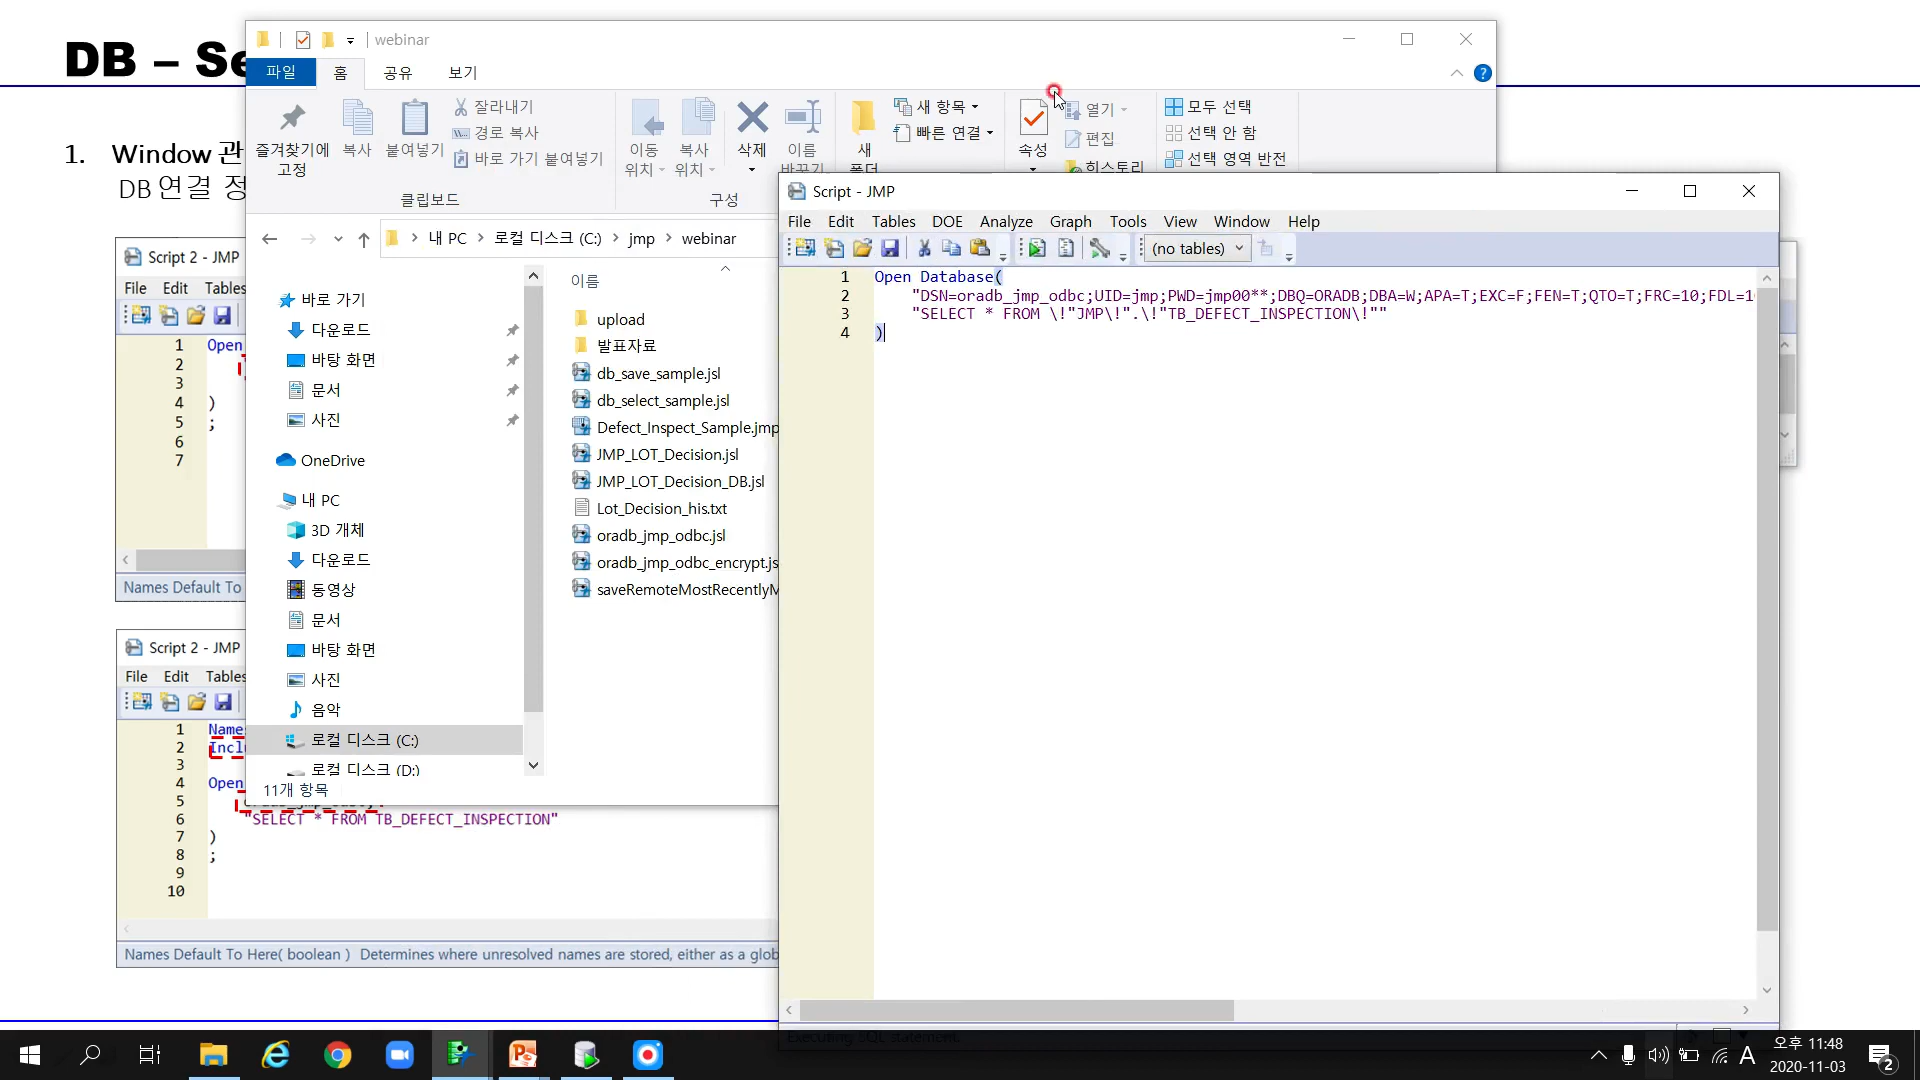 DB – Se
1. Window 관
DB 연결 정
webinar
파일
홈
공유
보기
즐겨찾기에
고정
복사
붙여넣기
잘라내기
경로 복사
바로 가기 붙여넣기
클립보드
이동
위치
복사
위치
삭제
이름
바꾸기
구성
새
폴더
새 항목
빠른 연결
속성
열기
편집
히스토리
모두 선택
선택 안 함
선택 영역 반전
내 PC
로컬 디스크 (C:)
jmp
webinar
바로 가기
다운로드
바탕 화면
문서
사진
OneDrive
내 PC
3D 개체
다운로드
동영상
문서
바탕 화면
사진
음악
로컬 디스크 (C:)
로컬 디스크 (D:)
11개 항목
이름
upload
발표자료
db_save_sample.jsl
db_select_sample.jsl
Defect_Inspect_Sample.jmp
JMP_LOT_Decision.jsl
JMP_LOT_Decision_DB.jsl
Lot_Decision_his.txt
oradb_jmp_odbc.jsl
oradb_jmp_odbc_encrypt.js
saveRemoteMostRecentlyM
Script - JMP
File Edit Tables DOE Analyze Graph Tools View Window Help
(no tables)
1 Open Database(
2 "DSN=oradb_jmp_odbc;UID=jmp;PWD=jmp00**;DBQ=ORADB;DBA=W;APA=T;EXC=F;FEN=T;QTO=T;FRC=10;FDL=1
3 "SELECT * FROM \!"JMP\!".\!"TB_DEFECT_INSPECTION\!""
4 )
Script 2 - JMP
File Edit Tables
1 Open
2
3
4 )
5 ;
6
7
Names Default To
Script 2 - JMP
File Edit Tables
1 Name
2 Incl
3
4 Open
5
6 "SELECT * FROM TB_DEFECT_INSPECTION"
7 )
8 ;
9
10
Names Default To Here( boolean ) Determines where unresolved names are stored, either as a glob
A
오후 11:48
2020-11-03
2